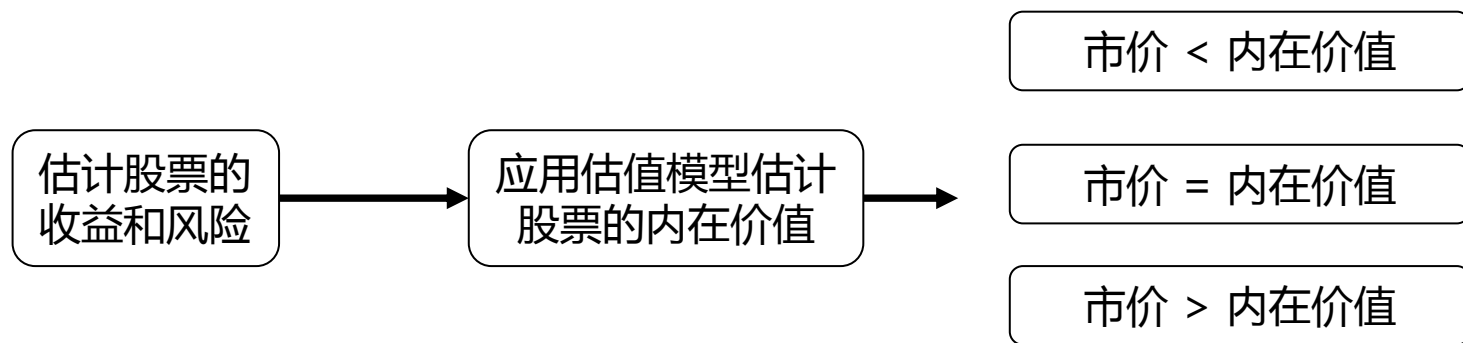 估计股票的
收益和风险
应用估值模型估计
股票的内在价值
市价 < 内在价值
市价 = 内在价值
市价 > 内在价值